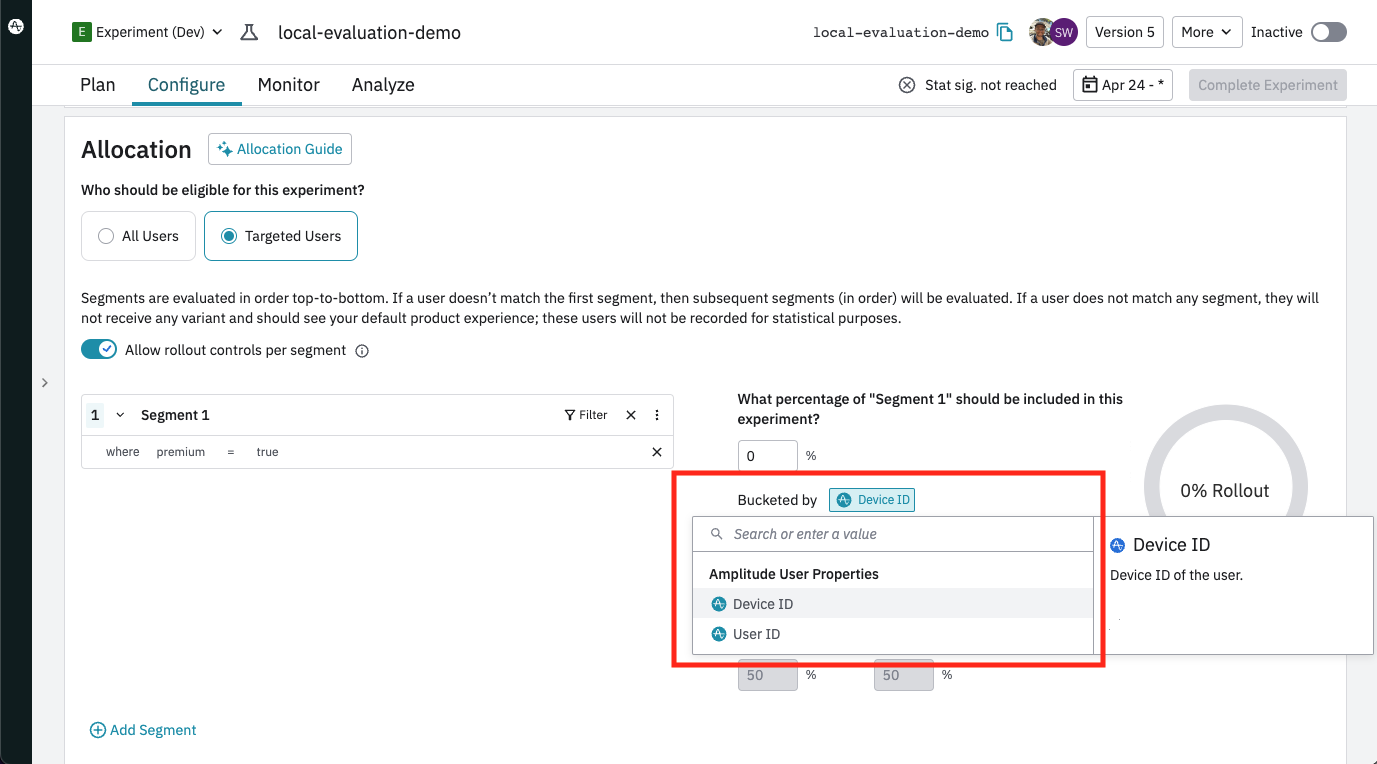 E Experiment (Dev) local-evaluation-demo local-evaluation-demo SW Version 5 More Inactive
Plan Configure Monitor Analyze Stat sig. not reached Apr 24 - * Complete Experiment
Allocation Allocation Guide
Who should be eligible for this experiment?
All Users Targeted Users
Segments are evaluated in order top-to-bottom. If a user doesn’t match the first segment, then subsequent segments (in order) will be evaluated. If a user does not match any segment, they will
not receive any variant and should see your default product experience; these users will not be recorded for statistical purposes.
Allow rollout controls per segment
1 Segment 1 Filter
where premium = true
What percentage of "Segment 1" should be included in this
experiment?
0 %
0% Rollout
Bucketed by Device ID
Search or enter a value
Amplitude User Properties
Device ID
User ID
Device ID
Device ID of the user.
50 % 50 %
Add Segment